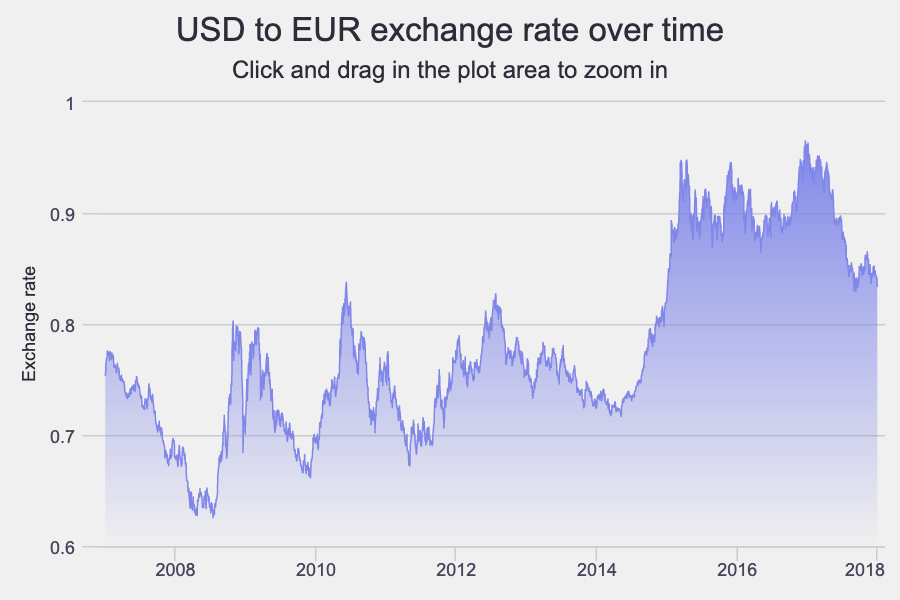 USD to EUR exchange rate over time
Click and drag in the plot area to zoom in
Exchange rate
1
0.9
0.8
0.7
0.6
2008 2010 2012 2014 2016 2018